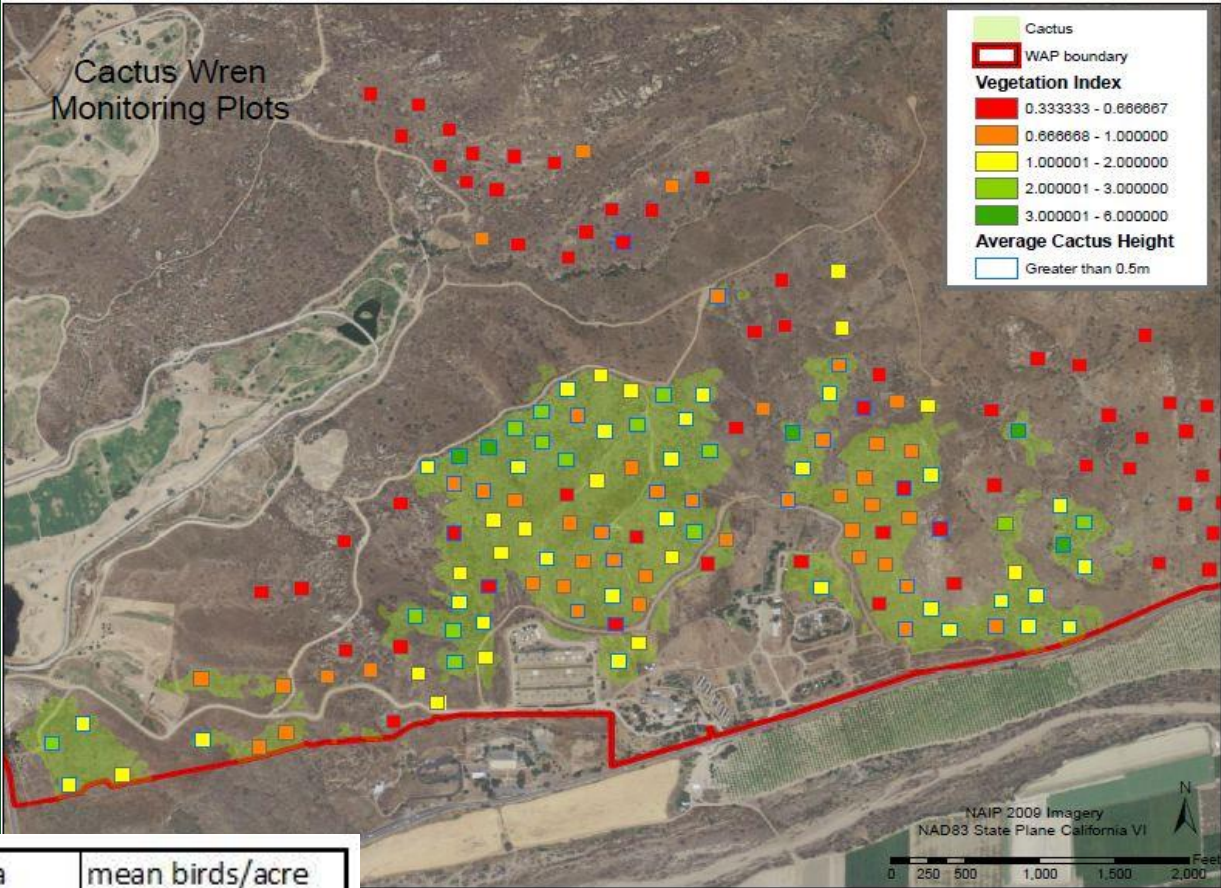 Cactus Wren
Monitoring Plots
Cactus
WAP boundary
Vegetation Index
0.333333 - 0.666667
0.666668 - 1.000000
1.000001 - 2.000000
2.000001 - 3.000000
3.000001 - 6.000000
Average Cactus Height
Greater than 0.5m
N
NAIP 2009 Imagery
NAD83 State Plane California VI
Feet
0 250 500 1,000 1,500 2,000
a mean birds/acre